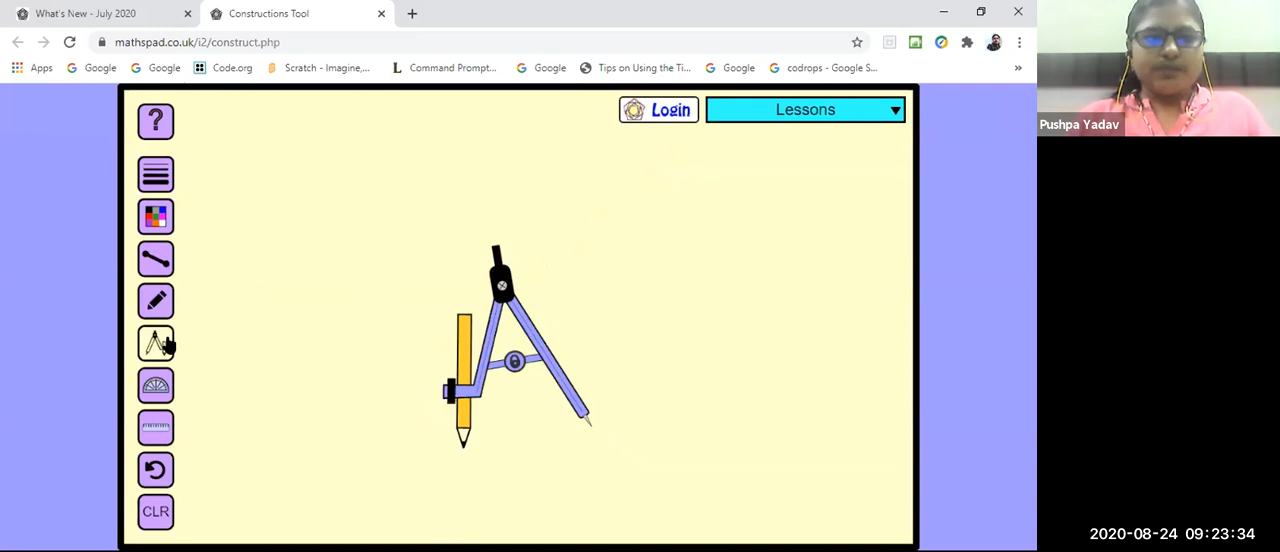 What's New - July 2020
Constructions Tool
mathspad.co.uk/i2/construct.php
Apps
Google
Google
Code.org
Scratch - Imagine,...
Command Prompt...
Google
Tips on Using the Ti...
Google
codrops - Google S...
»
?
Login
Lessons
CLR
Pushpa Yadav
2020-08-24 09:23:34